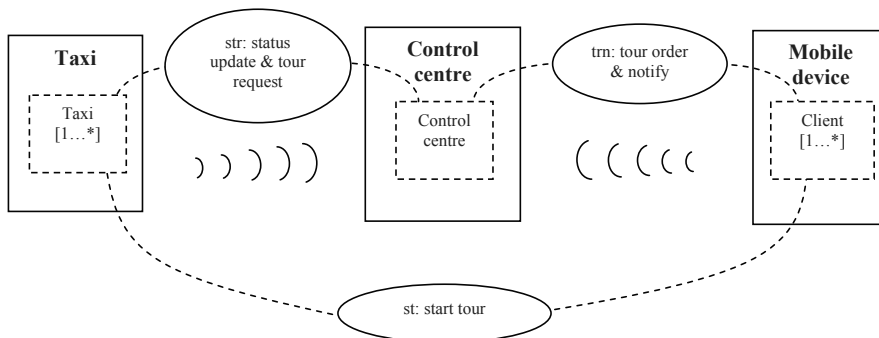 Taxi
str: status
update & tour
request
Control
centre
trn: tour order
& notify
Mobile
device
Taxi
[1…*]
Control
centre
Client
[1…*]
st: start tour